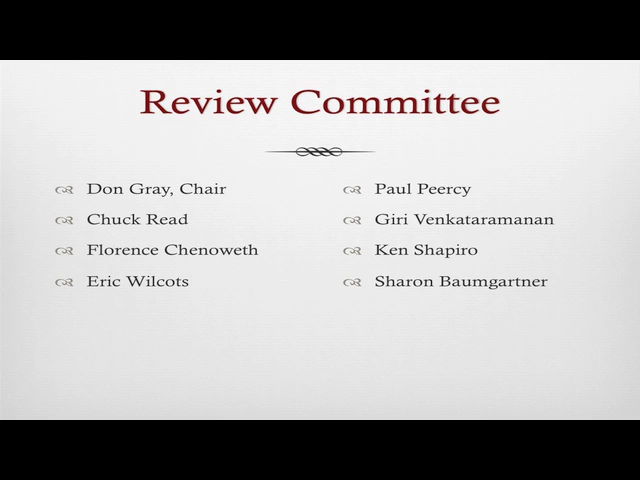 Review Committee
Don Gray, Chair
Chuck Read
Florence Chenoweth
Eric Wilcots
Paul Peercy
Giri Venkataramanan
Ken Shapiro
Sharon Baumgartner